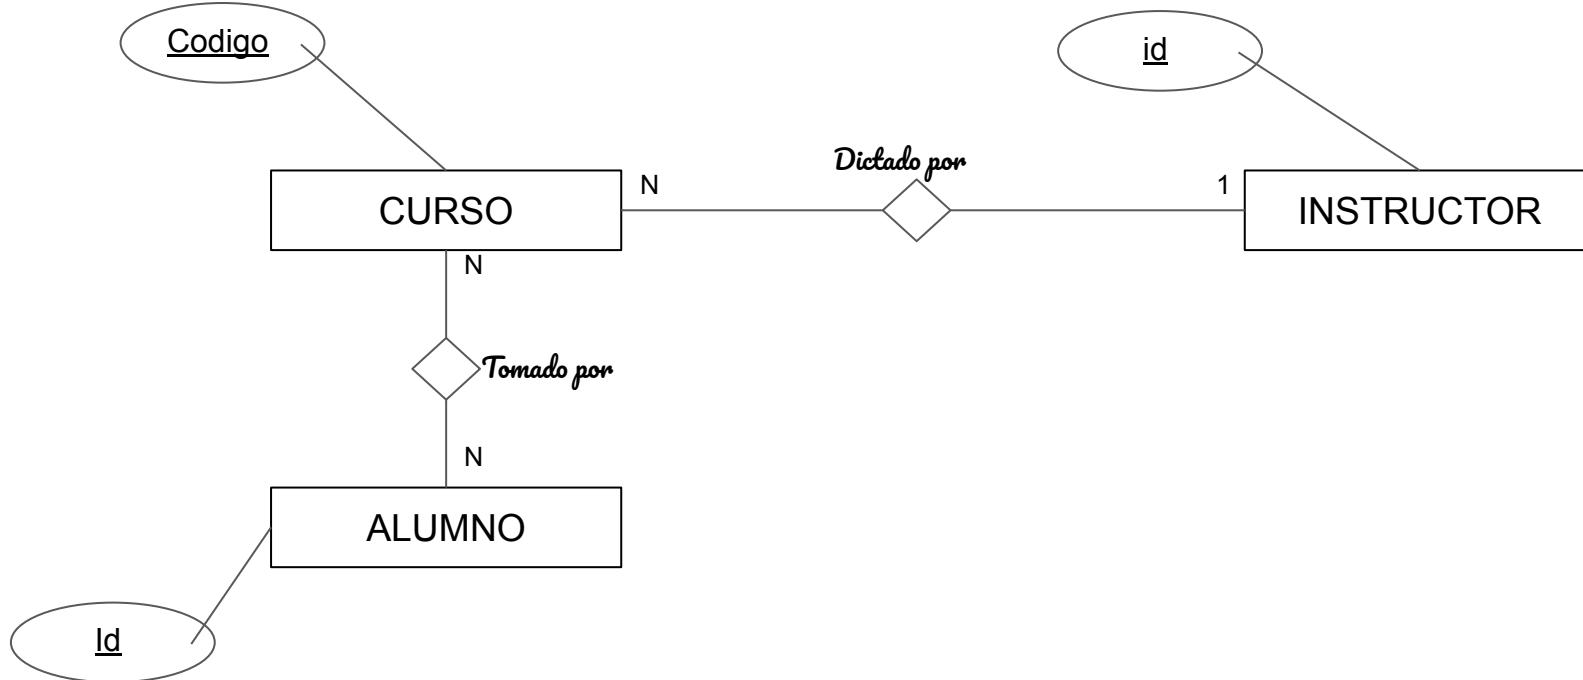 Codigo
id
Dictado por
CURSO
N
1
INSTRUCTOR
N
Tomado por
N
ALUMNO
Id